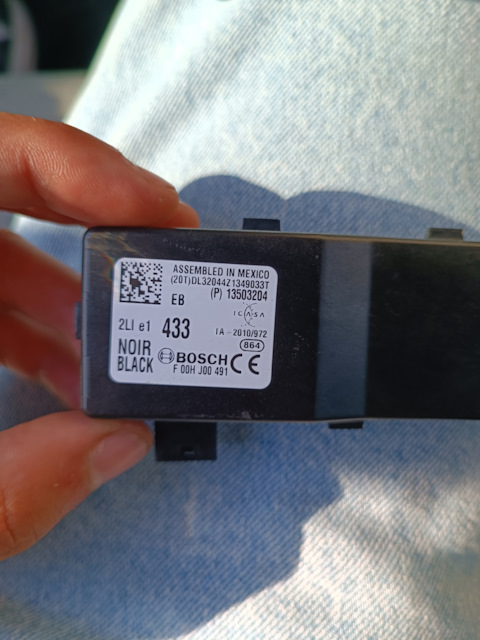 ASSEMBLED IN MEXICO
(20T)DL32044Z1349033T
EB (P) 13503204
ICASA
2LI e1 433 IA - 2010/972
864
NOIR
BLACK
BOSCH CE
F 00H J00 491